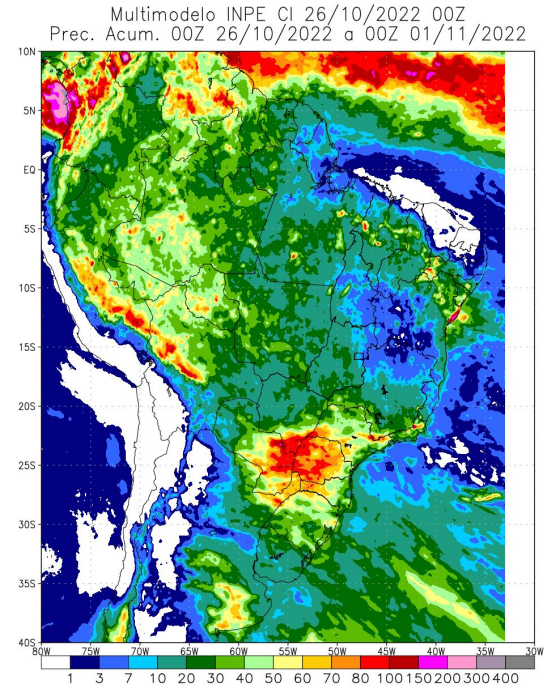 Multimodelo INPE CI 26/10/2022 00Z
Prec. Acum. 00Z 26/10/2022 a 00Z 01/11/2022
10N
5N
EQ
5S
10S
15S
20S
25S
30S
35S
40S
80W 75W 70W 65W 60W 55W 50W 45W 40W 35W 30W
1 3 7 10 20 30 40 50 60 70 80 100 150 200 300 400